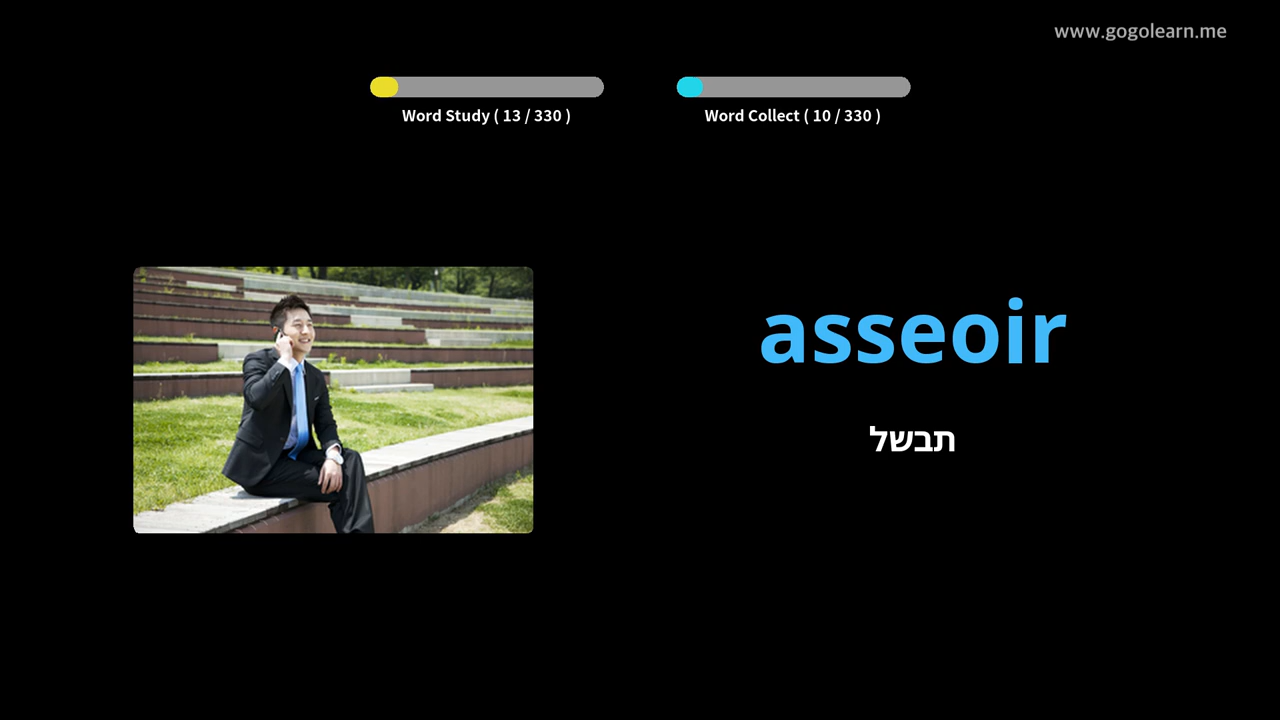 www.gogolearn.me
Word Study ( 13 / 330 )
Word Collect ( 10 / 330 )
asseoir
תבשל